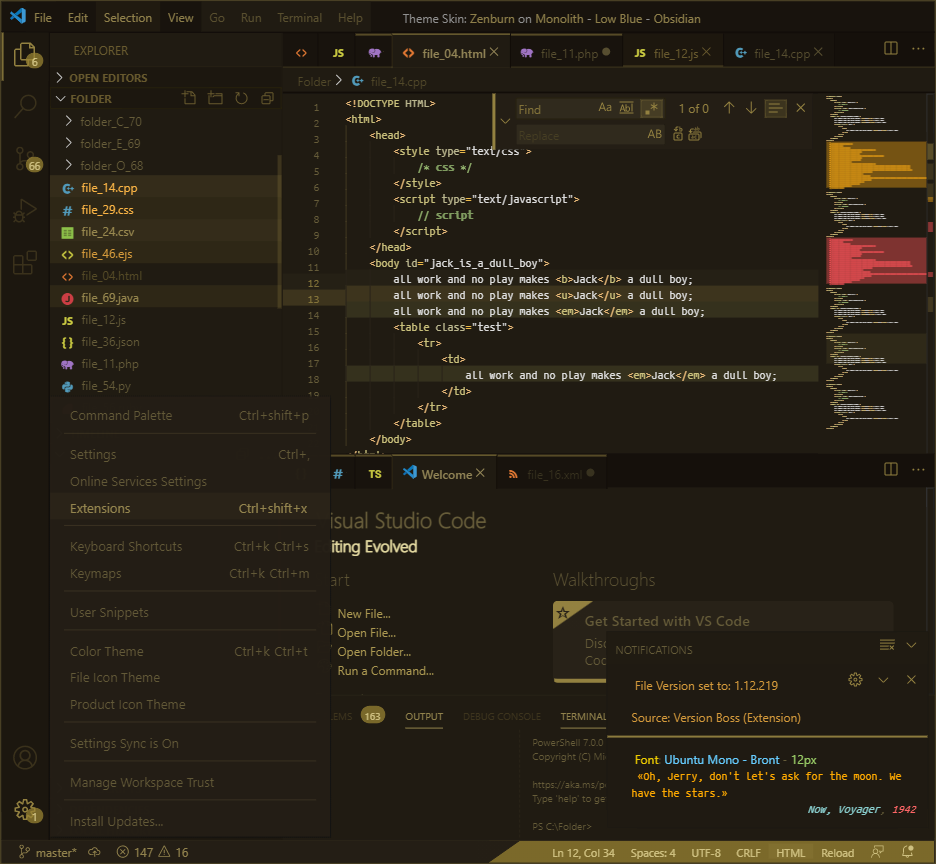 File Edit Selection View Go Run Terminal Help Theme Skin: Zenburn on Monolith - Low Blue - Obsidian
6
66
EXPLORER
OPEN EDITORS
FOLDER
folder_C_70
folder_E_69
folder_O_68
file_14.cpp
# file_29.css
file_24.csv
<> file_46.ejs
<> file_04.html
file_69.java
JS file_12.js
{} file_36.json
file_11.php
file_54.py
<> JS <> file_04.html file_11.php JS file_12.js file_14.cpp
Folder > file_14.cpp
Find Aa Abl .* 1 of 0
Replace AB
1 <!DOCTYPE HTML>
2 <html>
3 <head>
4 <style type="text/css">
5 /* css */
6 </style>
7 <script type="text/javascript">
8 // script
9 </script>
10 </head>
11 <body id="jack_is_a_dull_boy">
12 all work and no play makes <b>Jack</b> a dull boy;
13 all work and no play makes <u>Jack</u> a dull boy;
14 all work and no play makes <em>Jack</em> a dull boy;
15 <table class="test">
16 <tr>
17 <td>
18 all work and no play makes <em>Jack</em> a dull boy;
19 </td>
</tr>
</table>
</body>
Command Palette Ctrl+shift+p
Settings Ctrl+,
Online Services Settings
Extensions Ctrl+shift+x
Keyboard Shortcuts Ctrl+k Ctrl+s
Keymaps Ctrl+k Ctrl+m
User Snippets
Color Theme Ctrl+k Ctrl+t
File Icon Theme
Product Icon Theme
Settings Sync is On
Manage Workspace Trust
Install Updates...
1
# TS Welcome file_16.xml
isual Studio Code
iting Evolved
art
New File...
Open File...
Open Folder...
Run a Command...
Walkthroughs
Get Started with VS Code
Disc
Coc
LEMS 163 OUTPUT DEBUG CONSOLE TERMINAL
PowerShell 7.0.0
Copyright (C) Mi
https://aka.ms/p
Type 'help' to ge
PS C:\Folder>
NOTIFICATIONS
File Version set to: 1.12.219
Source: Version Boss (Extension)
Font: Ubuntu Mono - Bront - 12px
«Oh, Jerry, don't let's ask for the moon. We
have the stars.»
Now, Voyager, 1942
master* 147 16 Ln 12, Col 34 Spaces: 4 UTF-8 CRLF HTML Reload